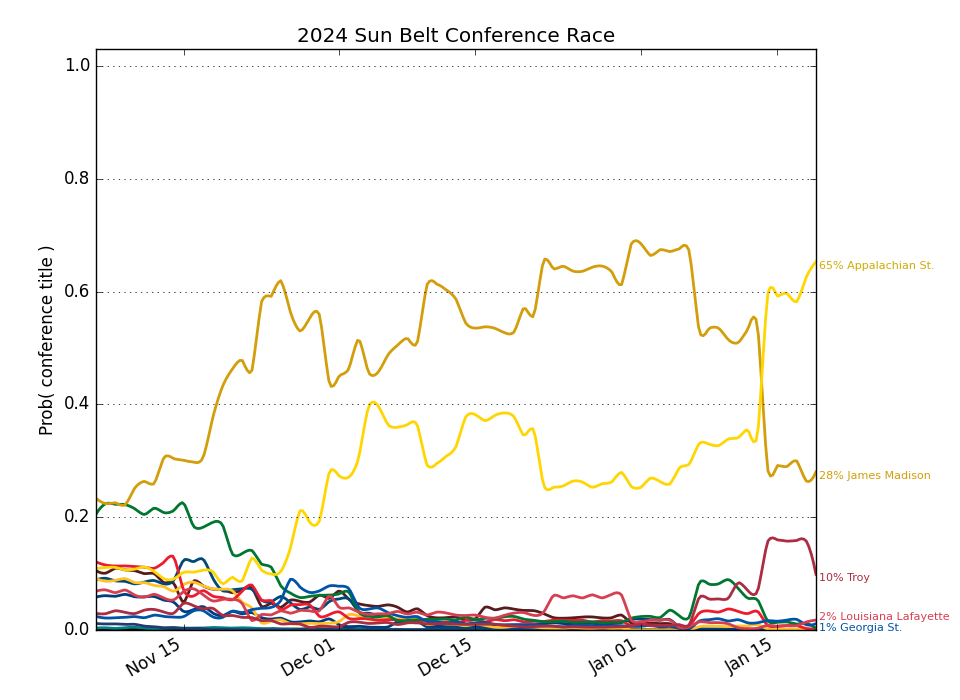 2024 Sun Belt Conference Race
Prob( conference title )
1.0
0.8
0.6
0.4
0.2
0.0
65% Appalachian St.
28% James Madison
10% Troy
2% Louisiana Lafayette
1% Georgia St.
Nov 15
Dec 01
Dec 15
Jan 01
Jan 15